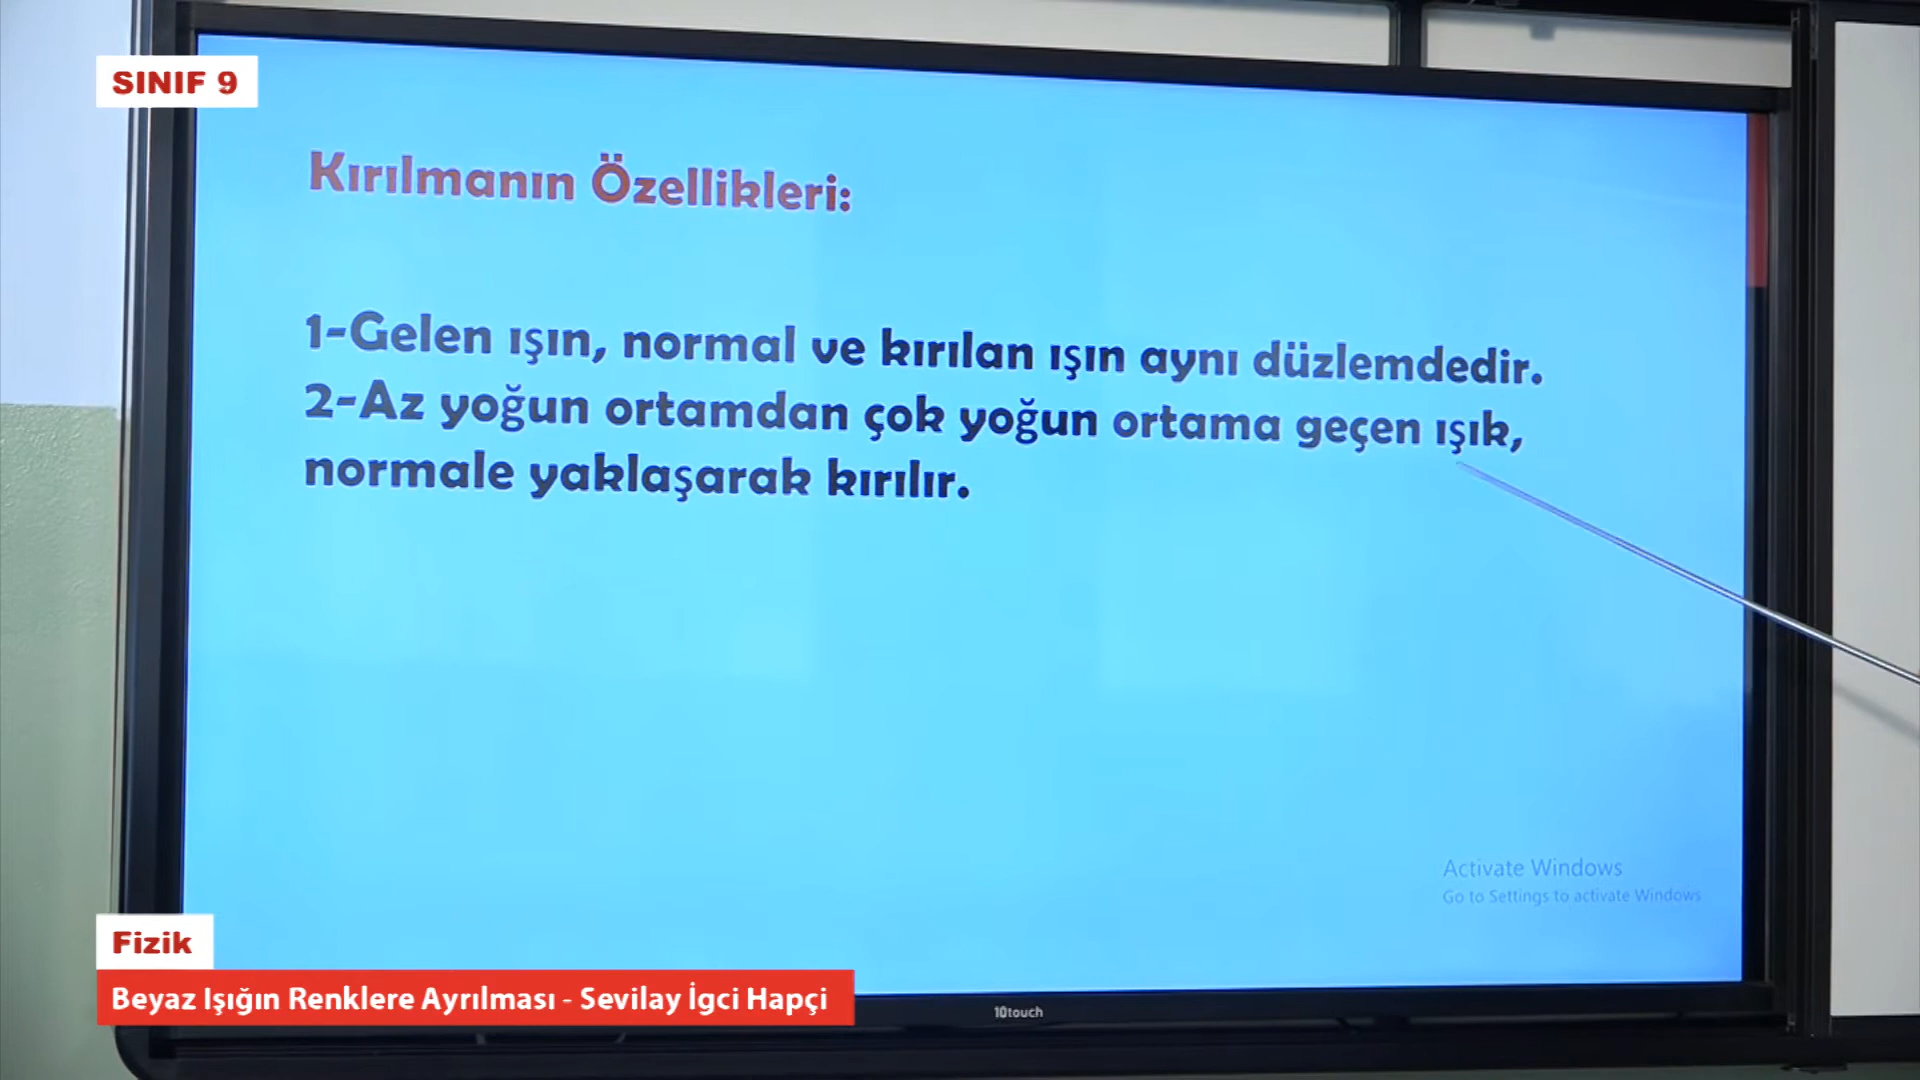 SINIF 9
Kırılmanın Özellikleri:
1-Gelen ışın, normal ve kırılan ışın aynı düzlemdedir.
2-Az yoğun ortamdan çok yoğun ortama geçen ışık,
normale yaklaşarak kırılır.
Activate Windows
Go to Settings to activate Windows
Fizik
Beyaz Işığın Renklere Ayrılması - Sevilay İgci Hapçi
10touch